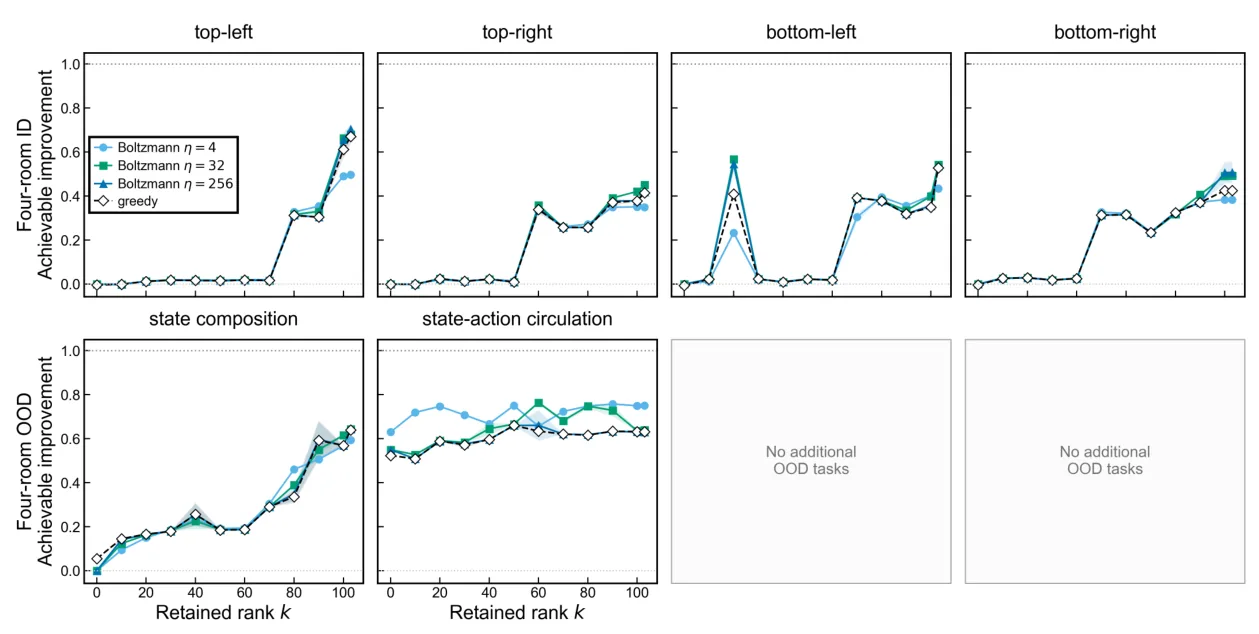 top-left
top-right
bottom-left
bottom-right
Four-room ID
Achievable improvement
1.0
0.8
0.6
0.4
0.2
0.0
Boltzmann η = 4
Boltzmann η = 32
Boltzmann η = 256
greedy
state composition
state-action circulation
Four-room OOD
Achievable improvement
1.0
0.8
0.6
0.4
0.2
0.0
No additional
OOD tasks
No additional
OOD tasks
0 20 40 60 80 100
0 20 40 60 80 100
Retained rank k
Retained rank k